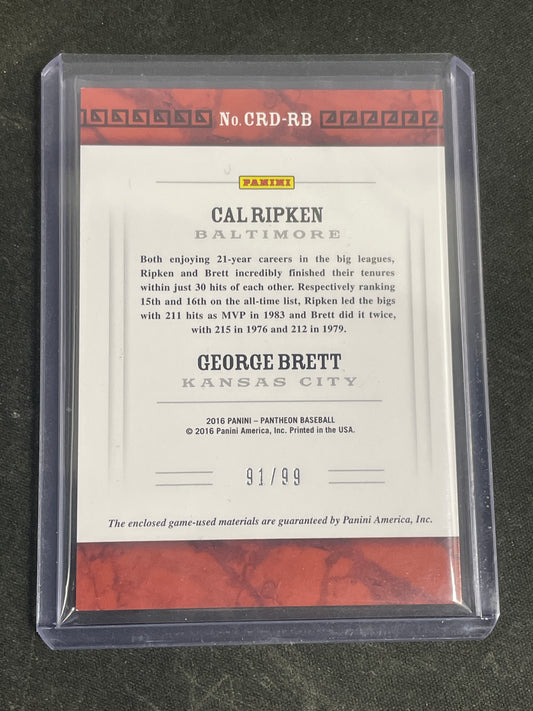 No. CRD-RB
PANINI
CAL RIPKEN
BALTIMORE
Both enjoying 21-year careers in the big leagues,
Ripken and Brett incredibly finished their tenures
within just 30 hits of each other. Respectively ranking
15th and 16th on the all-time list, Ripken led the bigs
with 211 hits as MVP in 1983 and Brett did it twice,
with 215 in 1976 and 212 in 1979.
GEORGE BRETT
KANSAS CITY
2016 PANINI – PANTHEON BASEBALL
© 2016 Panini America, Inc. Printed in the USA.
91/99
The enclosed game-used materials are guaranteed by Panini America, Inc.